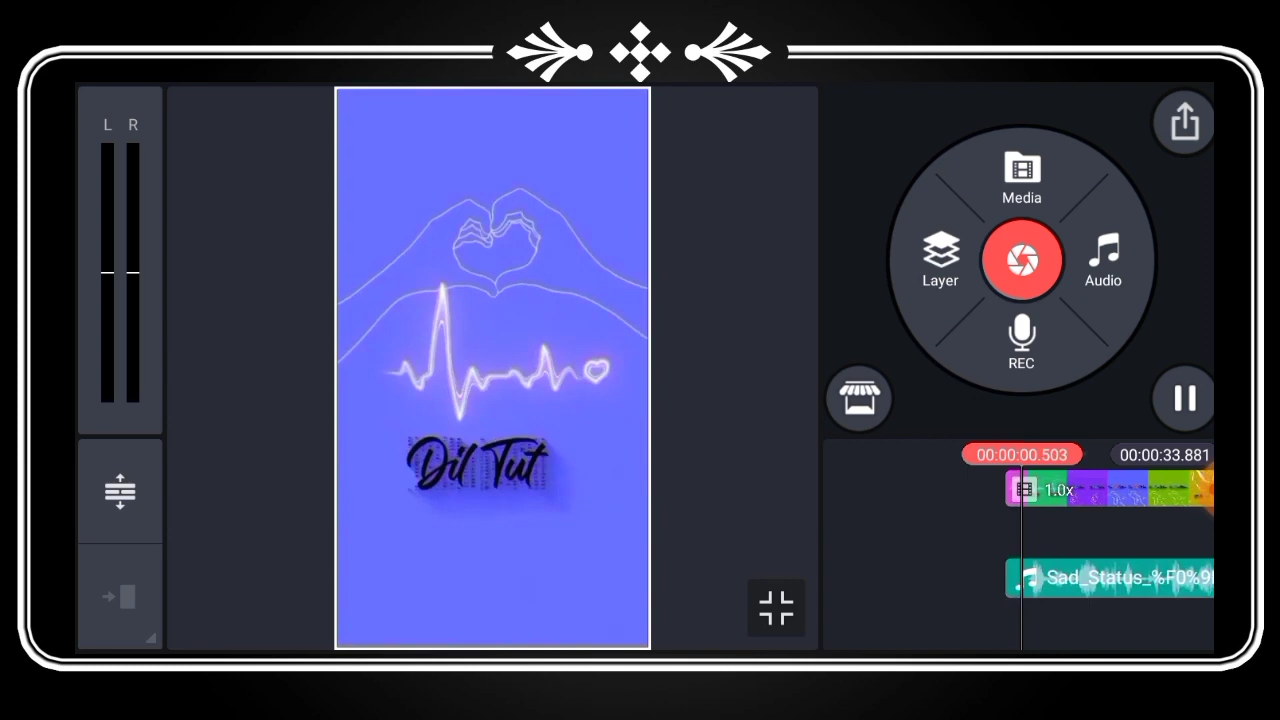 L R
Media
Layer
Audio
REC
Dil Tut
00:00:00.503
00:00:33.881
1.0x
Sad_Status_%F0%9